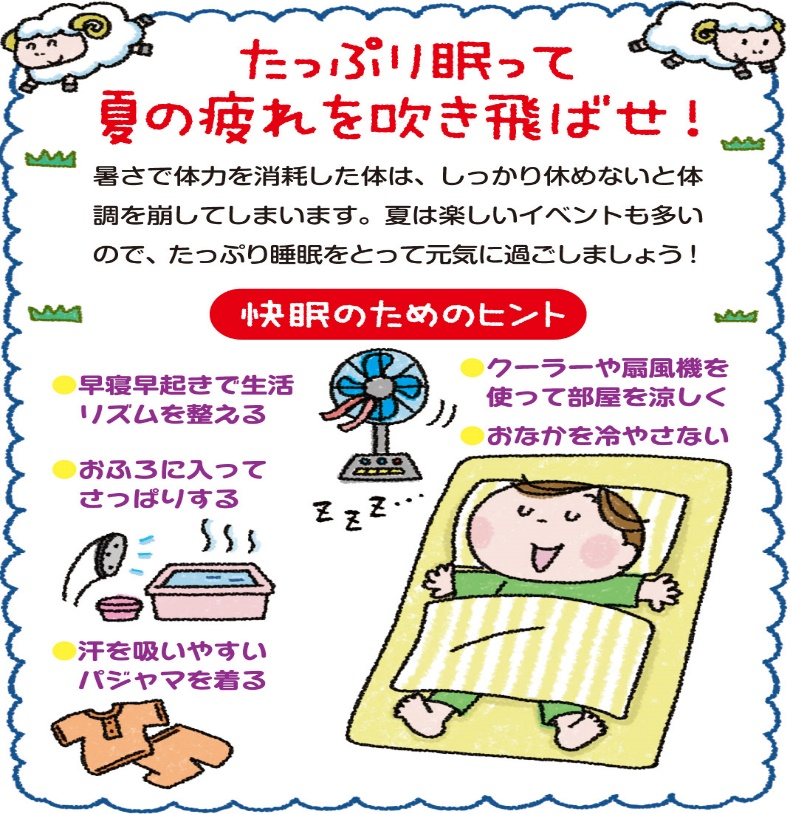 たっぷり眠って
夏の疲れを吹き飛ばせ！
暑さで体力を消耗した体は、しっかり休めないと体
調を崩してしまいます。夏は楽しいイベントも多い
ので、たっぷり睡眠をとって元気に過ごしましょう！
快眠のためのヒント
●早寝早起きで生活
リズムを整える
●おふろに入って
さっぱりする
●汗を吸いやすい
パジャマを着る
●クーラーや扇風機を
使って部屋を涼しく
●おなかを冷やさない
ZZZ…